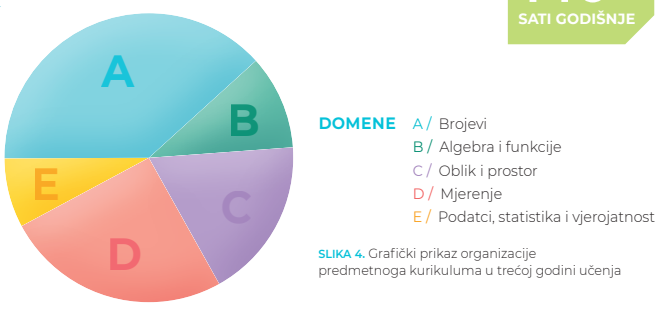 SATI GODIŠNJE
A
B
C
D
E
DOMENE A / Brojevi
B / Algebra i funkcije
C / Oblik i prostor
D / Mjerenje
E / Podatci, statistika i vjerojatnost
SLIKA 4. Grafički prikaz organizacije
predmetnoga kurikuluma u trećoj godini učenja